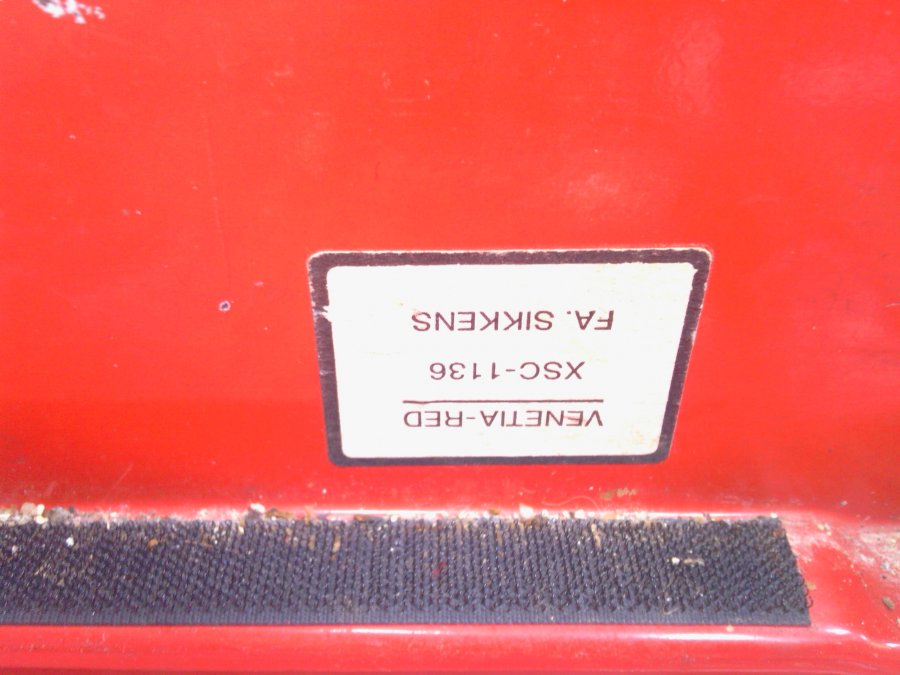 VENETIA-RED
XSC-1136
FA. SIKKENS